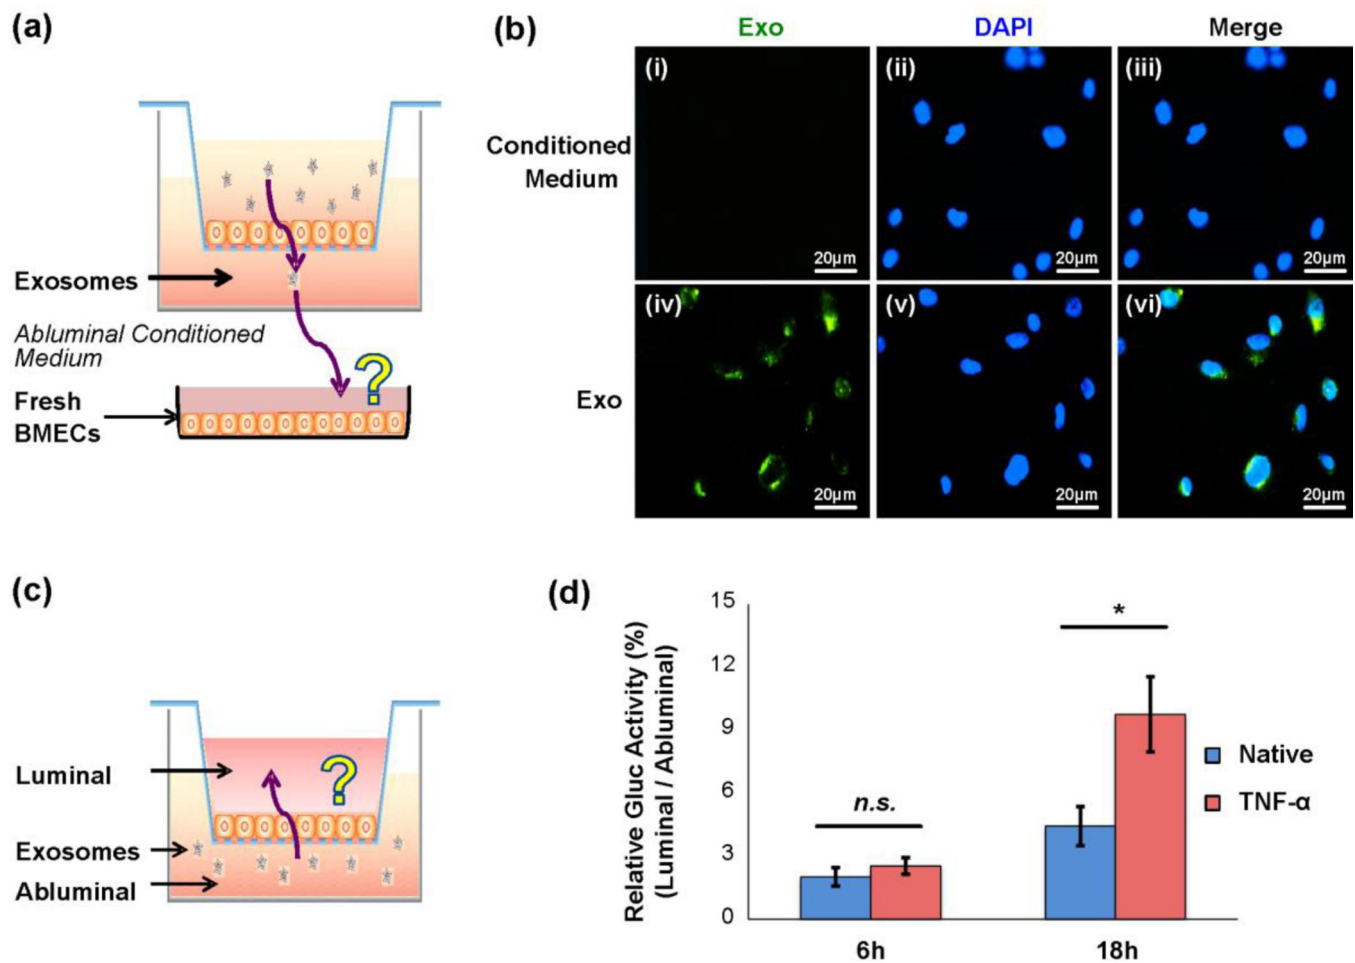 (a)
Exosomes
Abluminal Conditioned
Medium
Fresh
BMECs
?
(b)
Exo
DAPI
Merge
Conditioned
Medium
(i)
20μm
(ii)
20μm
(iii)
20μm
Exo
(iv)
20μm
(v)
20μm
(vi)
20μm
(c)
Luminal
?
Exosomes
Abluminal
(d)
Relative Gluc Activity (%)
(Luminal / Abluminal)
15
12
9
6
3
0
n.s.
*
6h
18h
Native
TNF-α